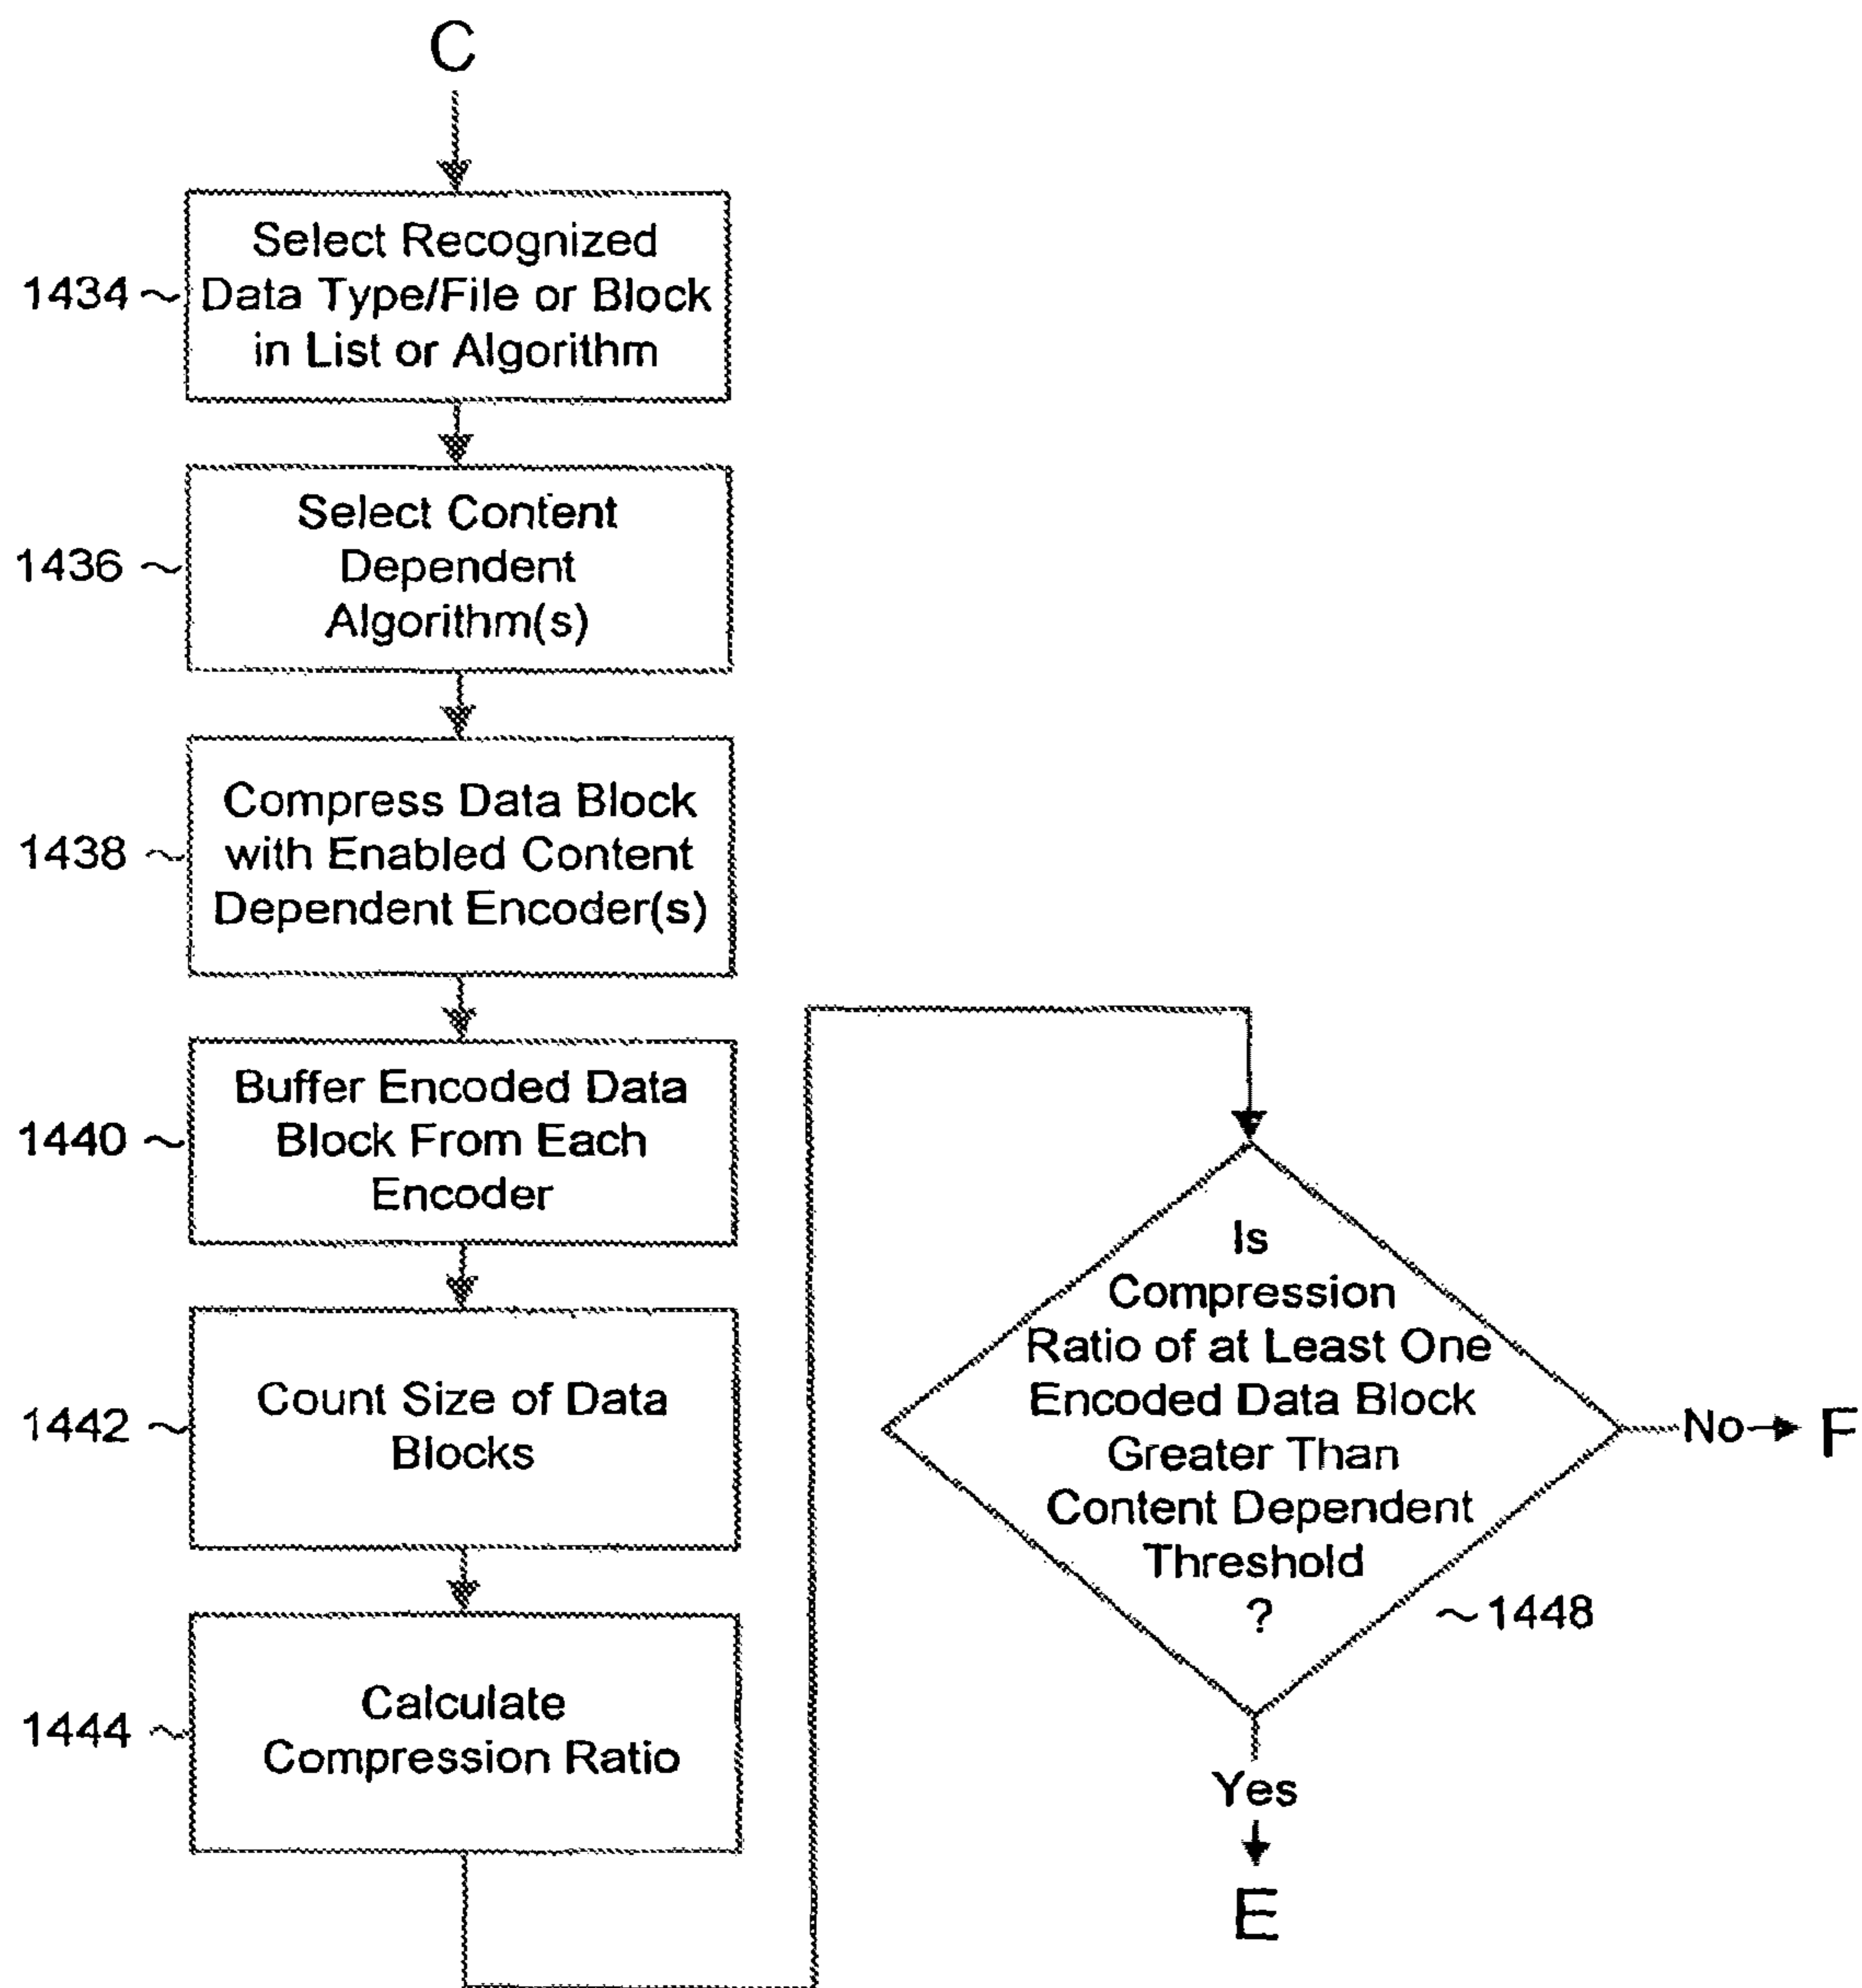 C
1434
Select Recognized
Data Type/File or Block
in List or Algorithm
1436
Select Content
Dependent
Algorithm(s)
1438
Compress Data Block
with Enabled Content
Dependent Encoder(s)
1440
Buffer Encoded Data
Block From Each
Encoder
1442
Count Size of Data
Blocks
1444
Calculate
Compression Ratio
Is
Compression
Ratio of at Least One
Encoded Data Block
Greater Than
Content Dependent
Threshold
?
1448
No
F
Yes
E